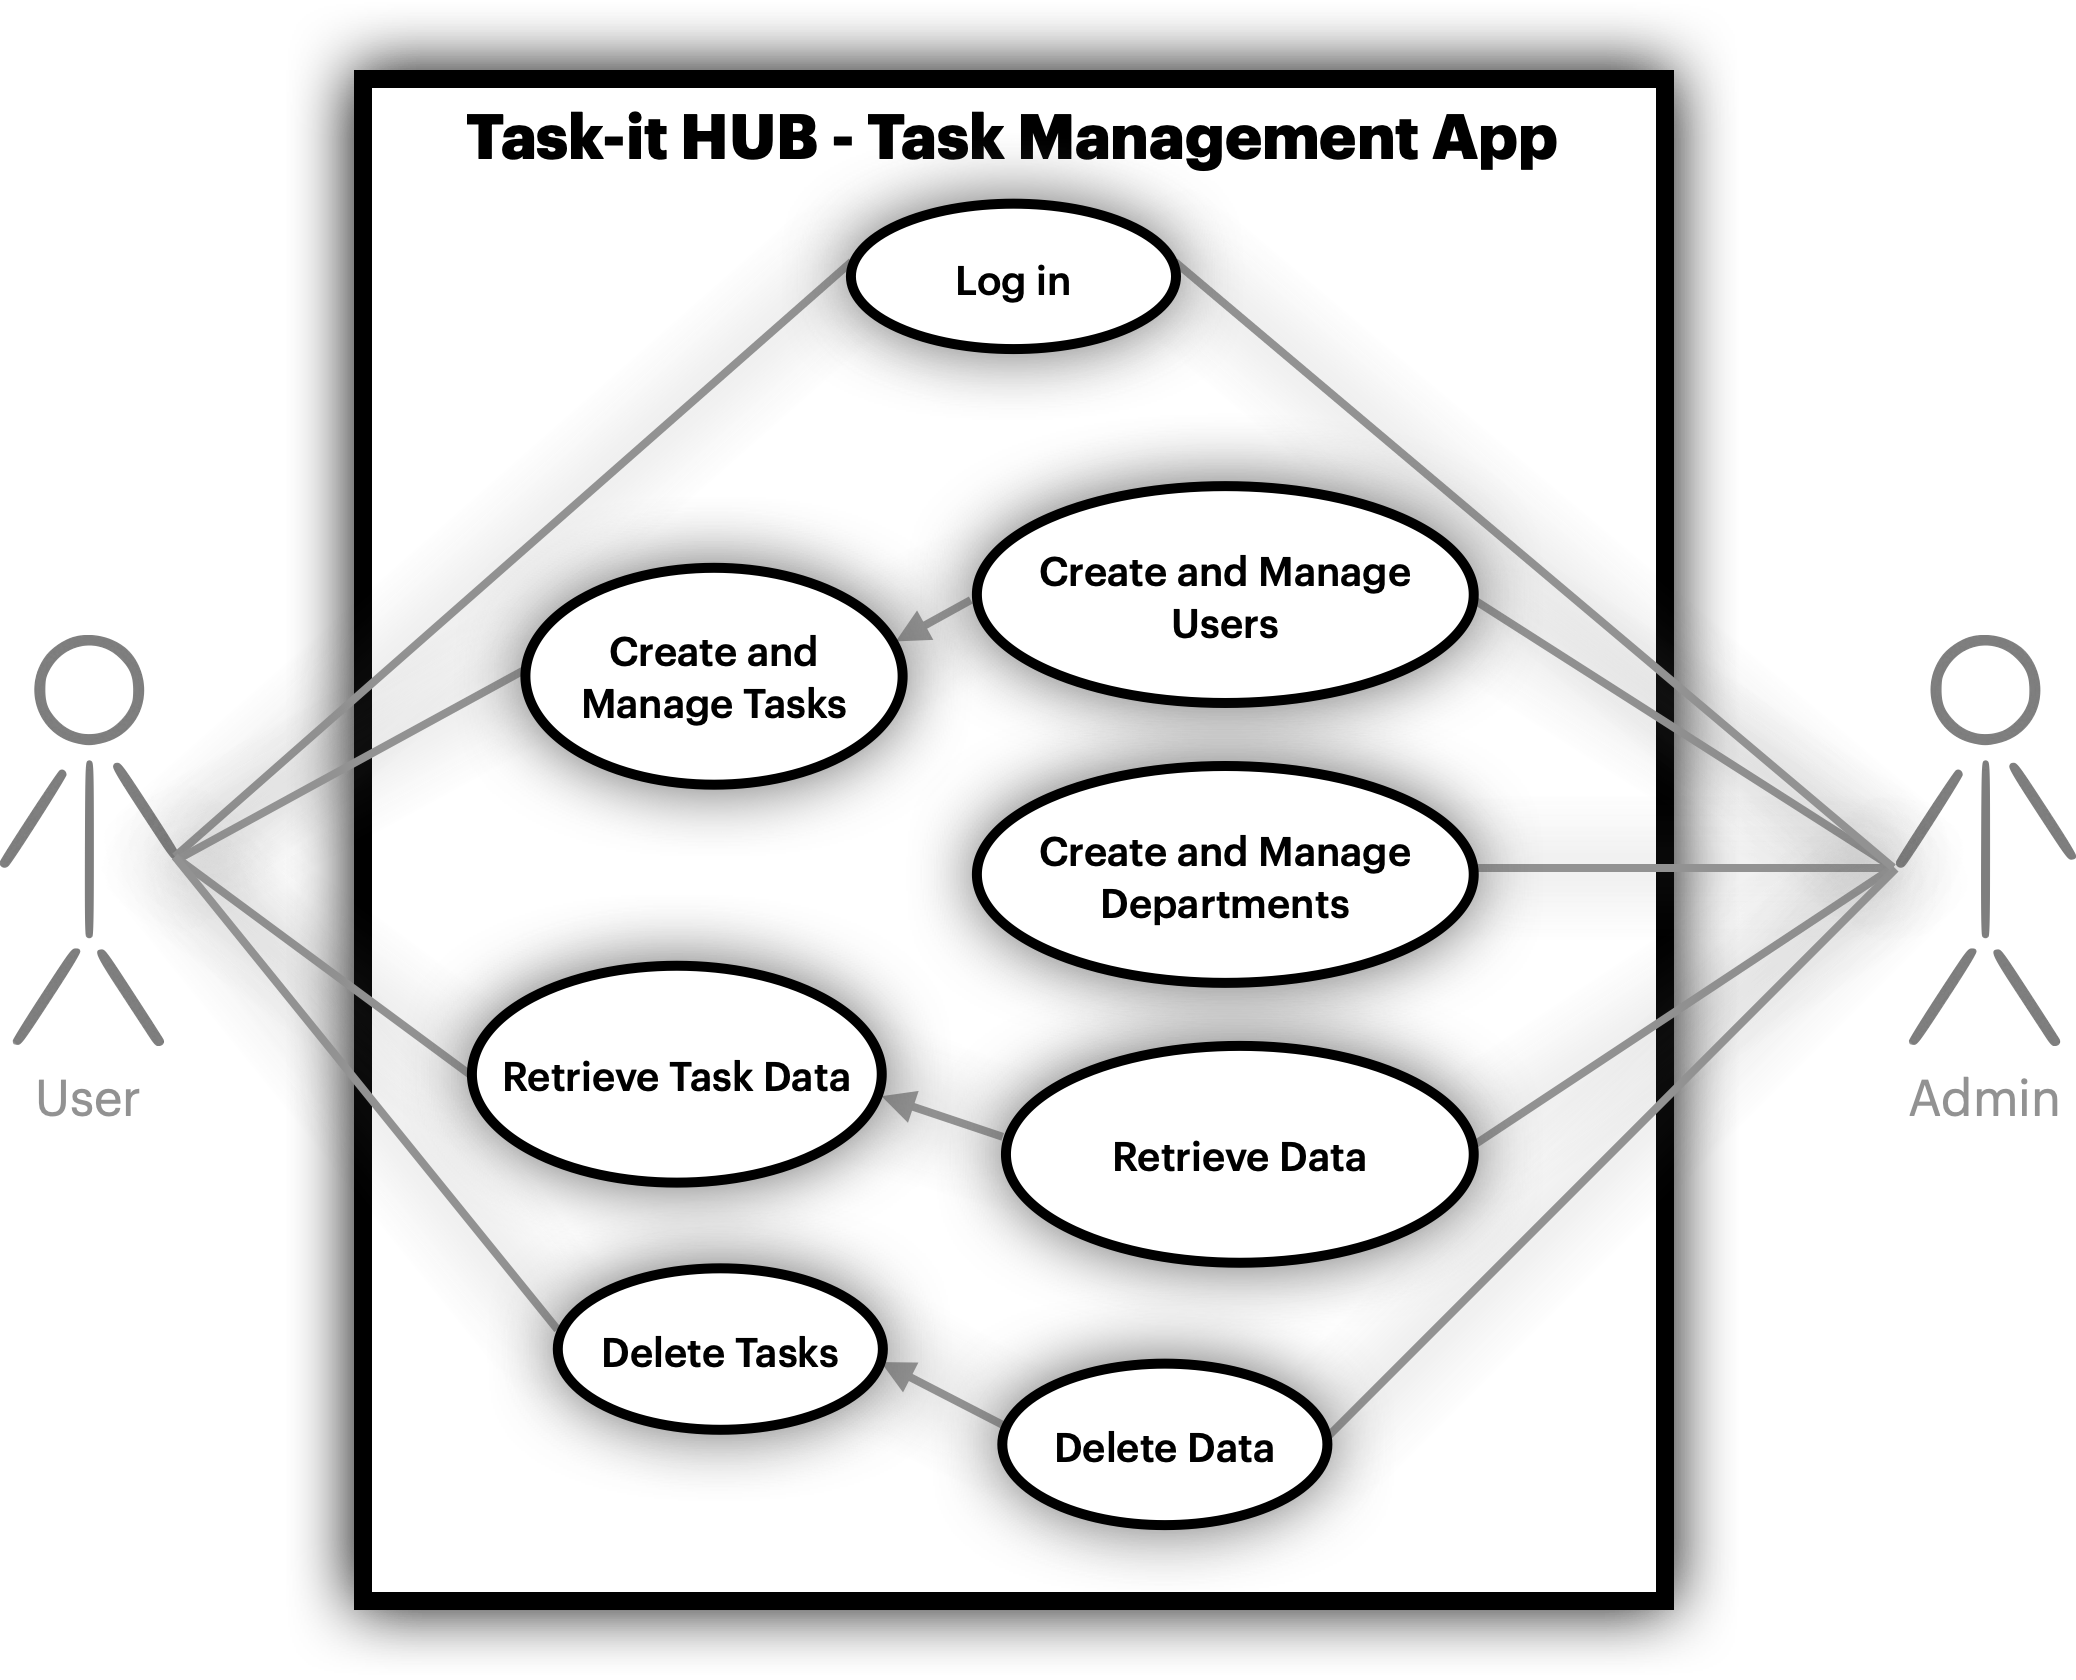 Task-it HUB - Task Management App
Log in
Create and Manage
Users
Create and
Manage Tasks
Create and Manage
Departments
Retrieve Task Data
User
Admin
Retrieve Data
Delete Tasks
Delete Data